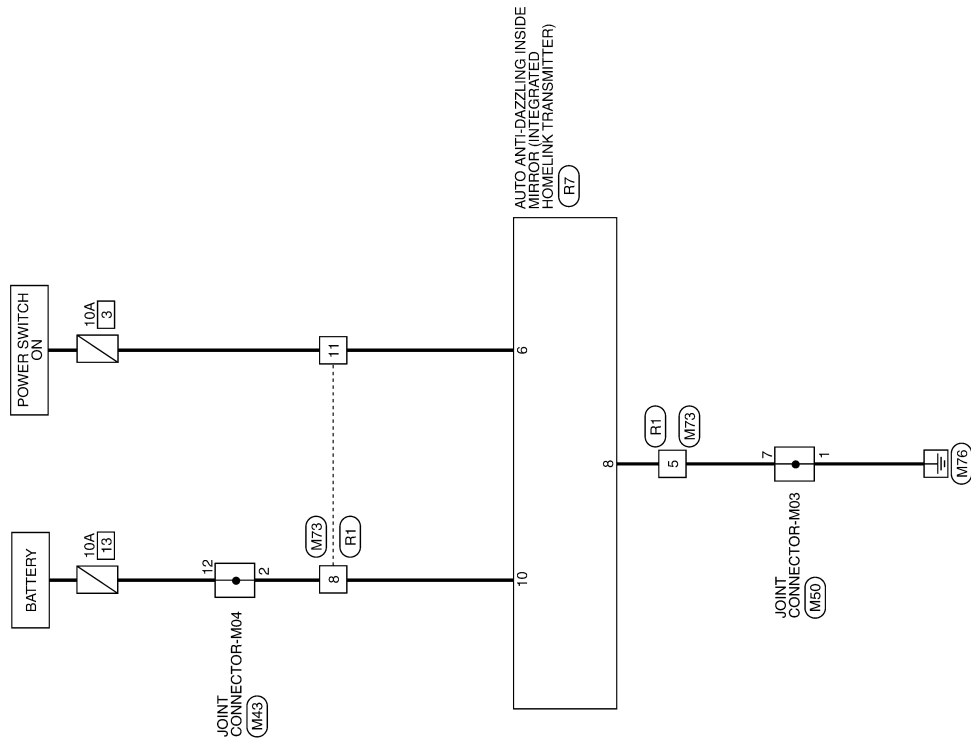 BATTERY
10A
13
JOINT
CONNECTOR-M04
M43
12
2
M73
8
R1
10
POWER SWITCH
ON
10A
3
11
6
AUTO ANTI-DAZZLING INSIDE
MIRROR (INTEGRATED
HOMELINK TRANSMITTER)
R7
8
R1
5
M73
JOINT
CONNECTOR-M03
M50
7
1
M76